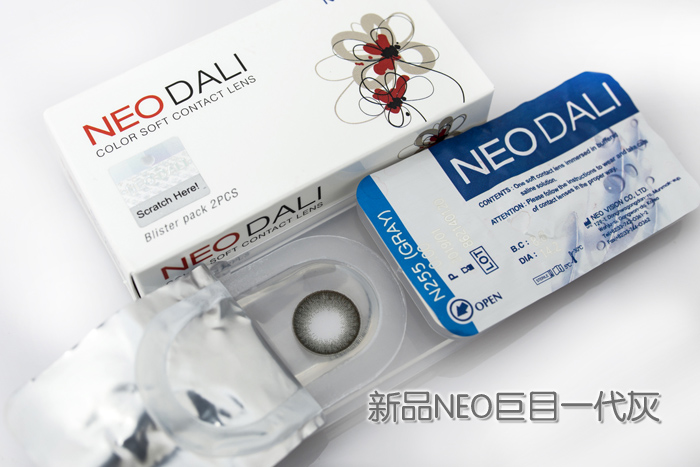 NEO DALI
COLOR SOFT CONTACT LENS
Scratch Here!
Blister pack 2PCS
NEO DALI
SOFT CONTACT LENS
NEO DALI
CONTENTS : One soft contact lens immersed in buffered
saline solution.
ATTENTION : Please follow the instructions to wear and take care
of contact lenses in the proper way.
NEO VISION CO., LTD.
N255 (GRAY)
P
LOT
B.C :
DIA :
OPEN
新品NEO巨目一代灰